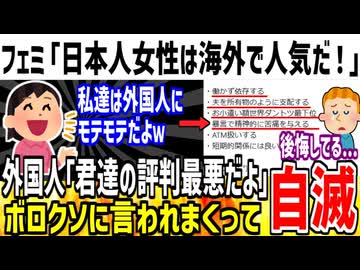 フェミ「日本人女性は海外で人気だ！」
私達は外国人に
モテモテだよw
・働かず依存する
・夫を所有物のように支配する
・お小遣い額世界ダントツ最下位
・暴言で精神的に苦痛を与える
・ATM扱いする
・短期的関係には良い
後悔してる...
外国人「君達の評判最悪だよ」
ボロクソに言われまくって
自滅